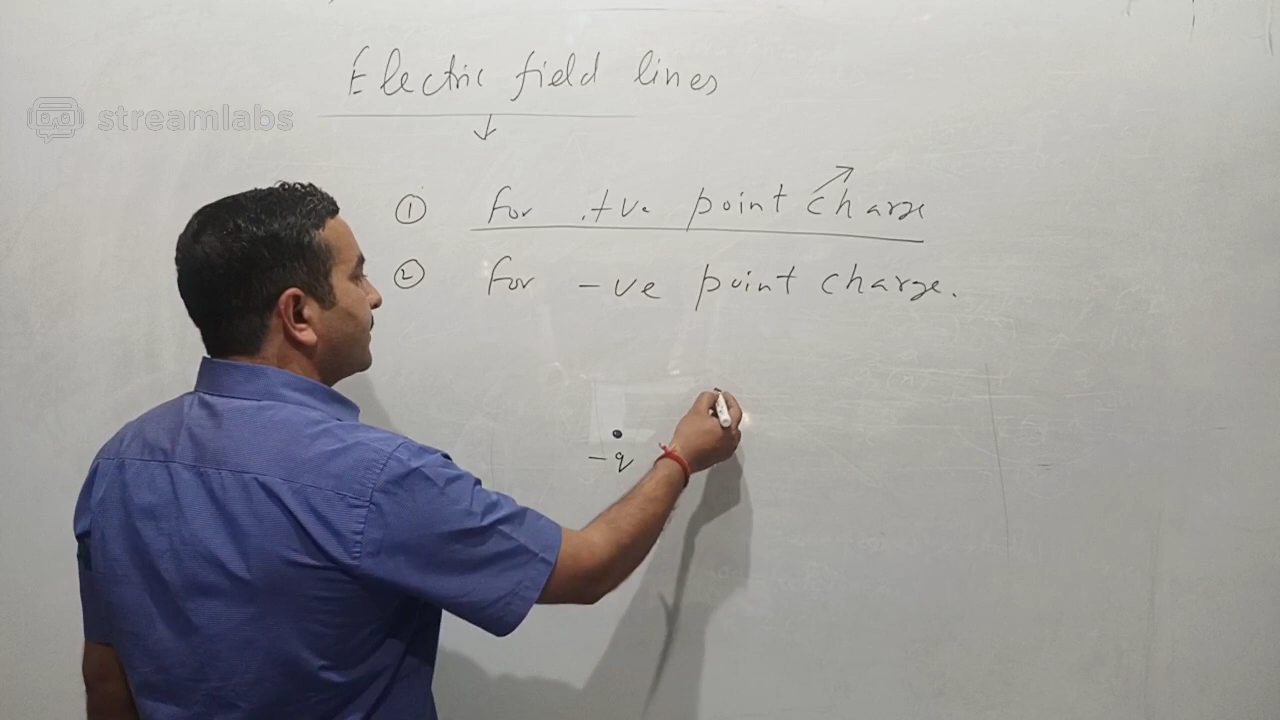 streamlabs
Electric field lines
↓
① for +ve point charge
② for -ve point charge.
-q